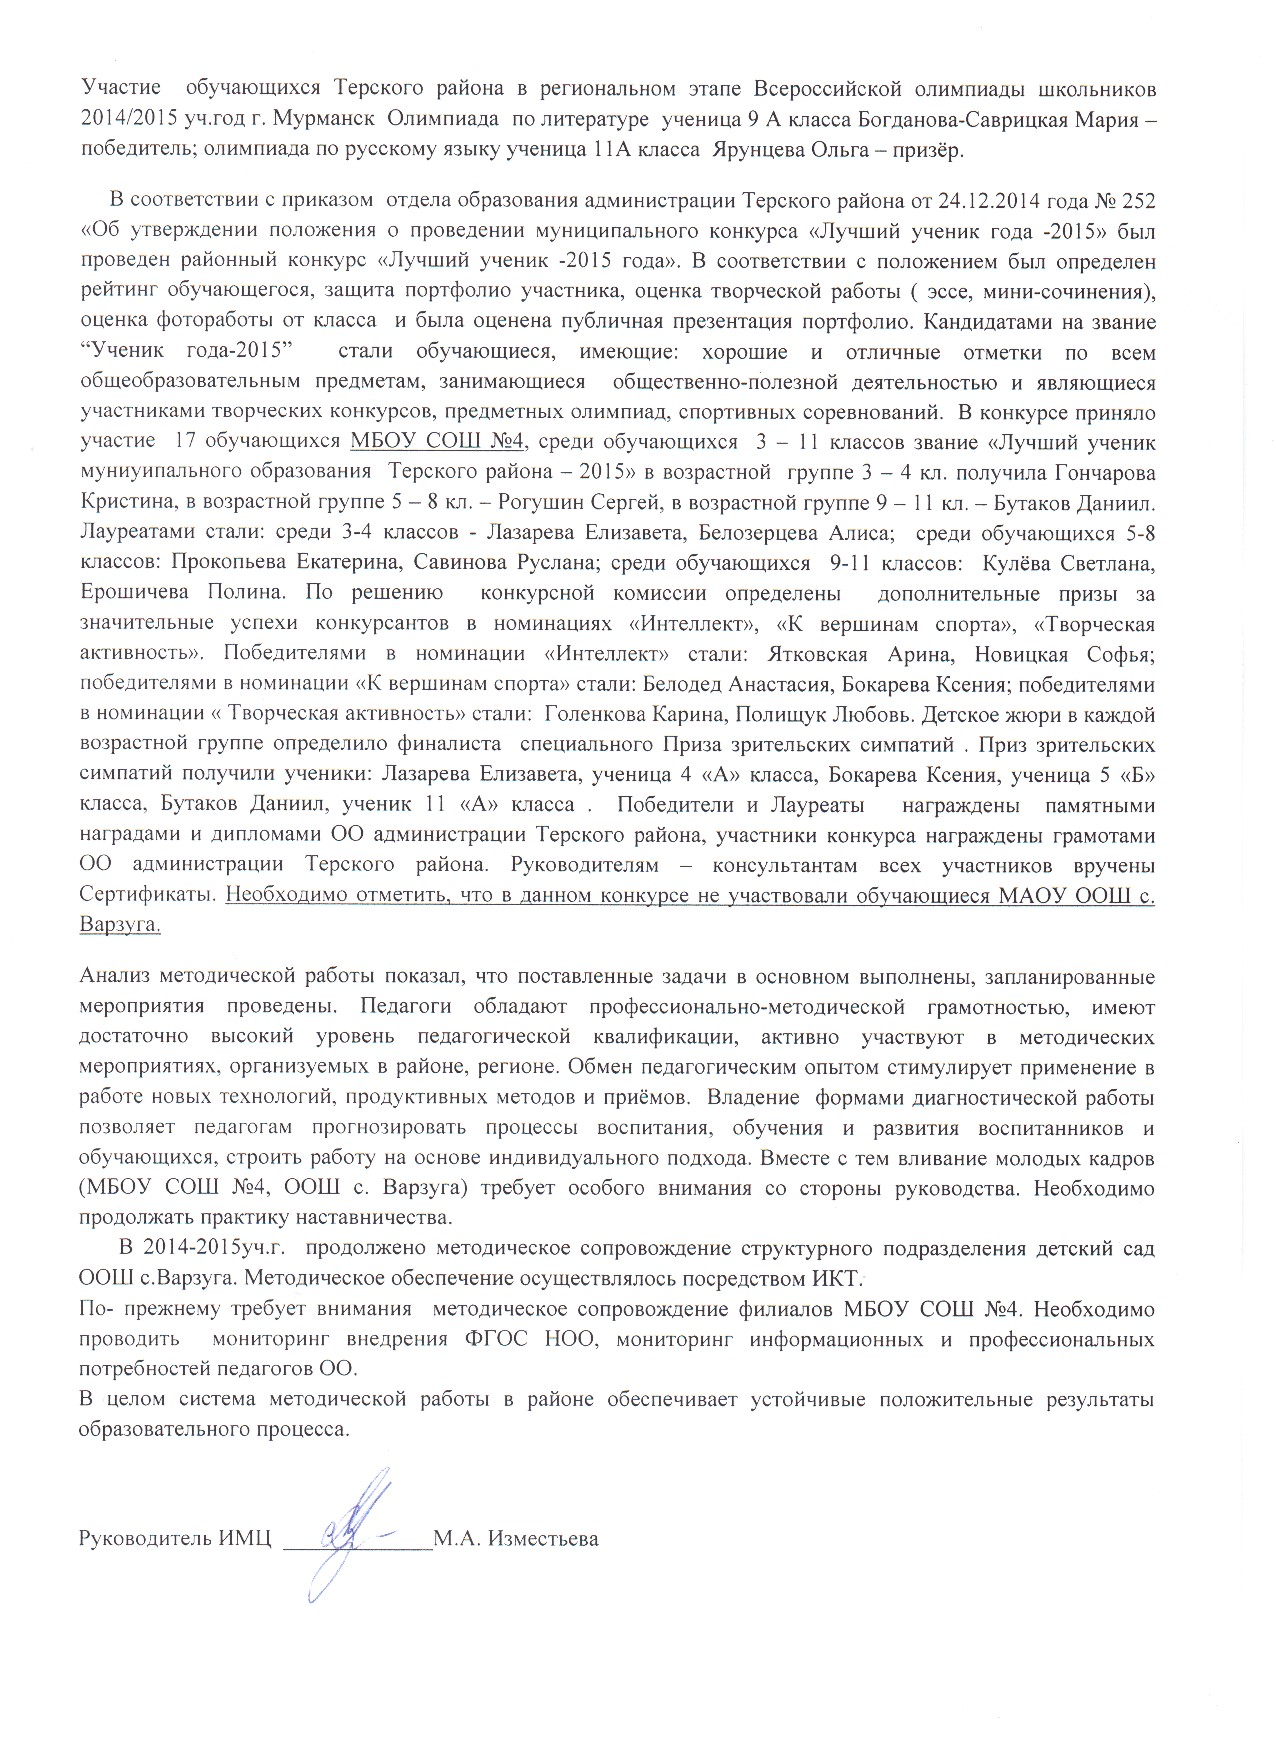 Участие обучающихся Терского района в региональном этапе Всероссийской олимпиады школьников
2014/2015 уч.год г. Мурманск Олимпиада по литературе ученица 9 А класса Богданова-Саврицкая Мария –
победитель; олимпиада по русскому языку ученица 11А класса Ярунцева Ольга – призёр.
В соответствии с приказом отдела образования администрации Терского района от 24.12.2014 года № 252
«Об утверждении положения о проведении муниципального конкурса «Лучший ученик года -2015» был
проведен районный конкурс «Лучший ученик -2015 года». В соответствии с положением был определен
рейтинг обучающегося, защита портфолио участника, оценка творческой работы ( эссе, мини-сочинения),
оценка фотоработы от класса и была оценена публичная презентация портфолио. Кандидатами на звание
“Ученик года-2015” стали обучающиеся, имеющие: хорошие и отличные отметки по всем
общеобразовательным предметам, занимающиеся общественно-полезной деятельностью и являющиеся
участниками творческих конкурсов, предметных олимпиад, спортивных соревнований. В конкурсе приняло
участие 17 обучающихся МБОУ СОШ №4, среди обучающихся 3 – 11 классов звание «Лучший ученик
муниуипального образования Терского района – 2015» в возрастной группе 3 – 4 кл. получила Гончарова
Кристина, в возрастной группе 5 – 8 кл. – Рогушин Сергей, в возрастной группе 9 – 11 кл. – Бутаков Даниил.
Лауреатами стали: среди 3-4 классов - Лазарева Елизавета, Белозерцева Алиса; среди обучающихся 5-8
классов: Прокопьева Екатерина, Савинова Руслана; среди обучающихся 9-11 классов: Кулёва Светлана,
Ерошичева Полина. По решению конкурсной комиссии определены дополнительные призы за
значительные успехи конкурсантов в номинациях «Интеллект», «К вершинам спорта», «Творческая
активность». Победителями в номинации «Интеллект» стали: Ятковская Арина, Новицкая Софья;
победителями в номинации «К вершинам спорта» стали: Белодед Анастасия, Бокарева Ксения; победителями
в номинации « Творческая активность» стали: Голенкова Карина, Полищук Любовь. Детское жюри в каждой
возрастной группе определило финалиста специального Приза зрительских симпатий . Приз зрительских
симпатий получили ученики: Лазарева Елизавета, ученица 4 «А» класса, Бокарева Ксения, ученица 5 «Б»
класса, Бутаков Даниил, ученик 11 «А» класса . Победители и Лауреаты награждены памятными
наградами и дипломами ОО администрации Терского района, участники конкурса награждены грамотами
ОО администрации Терского района. Руководителям – консультантам всех участников вручены
Сертификаты. Необходимо отметить, что в данном конкурсе не участвовали обучающиеся МАОУ ООШ с.
Варзуга.
Анализ методической работы показал, что поставленные задачи в основном выполнены, запланированные
мероприятия проведены. Педагоги обладают профессионально-методической грамотностью, имеют
достаточно высокий уровень педагогической квалификации, активно участвуют в методических
мероприятиях, организуемых в районе, регионе. Обмен педагогическим опытом стимулирует применение в
работе новых технологий, продуктивных методов и приёмов. Владение формами диагностической работы
позволяет педагогам прогнозировать процессы воспитания, обучения и развития воспитанников и
обучающихся, строить работу на основе индивидуального подхода. Вместе с тем вливание молодых кадров
(МБОУ СОШ №4, ООШ с. Варзуга) требует особого внимания со стороны руководства. Необходимо
продолжать практику наставничества.
В 2014-2015уч.г. продолжено методическое сопровождение структурного подразделения детский сад
ООШ с.Варзуга. Методическое обеспечение осуществлялось посредством ИКТ.
По- прежнему требует внимания методическое сопровождение филиалов МБОУ СОШ №4. Необходимо
проводить мониторинг внедрения ФГОС НОО, мониторинг информационных и профессиональных
потребностей педагогов ОО.
В целом система методической работы в районе обеспечивает устойчивые положительные результаты
образовательного процесса.
Руководитель ИМЦ ______________М.А. Изместьева